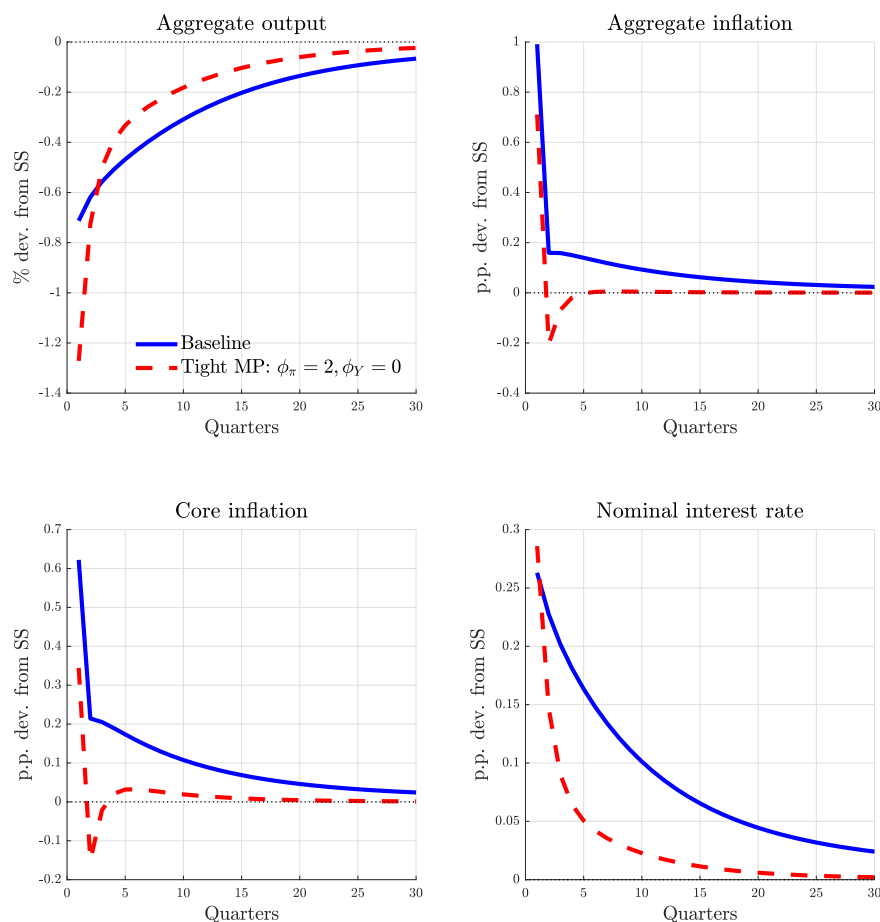 Aggregate output
0
-0.2
-0.4
-0.6
-0.8
-1
-1.2
-1.4
% dev. from SS
Baseline
Tight MP: $\phi_\pi = 2, \phi_Y = 0$
0 5 10 15 20 25 30
Quarters
Aggregate inflation
1
0.8
0.6
0.4
0.2
0
-0.2
-0.4
p.p. dev. from SS
0 5 10 15 20 25 30
Quarters
Core inflation
0.7
0.6
0.5
0.4
0.3
0.2
0.1
0
-0.1
-0.2
p.p. dev. from SS
0 5 10 15 20 25 30
Quarters
Nominal interest rate
0.3
0.25
0.2
0.15
0.1
0.05
0
p.p. dev. from SS
0 5 10 15 20 25 30
Quarters